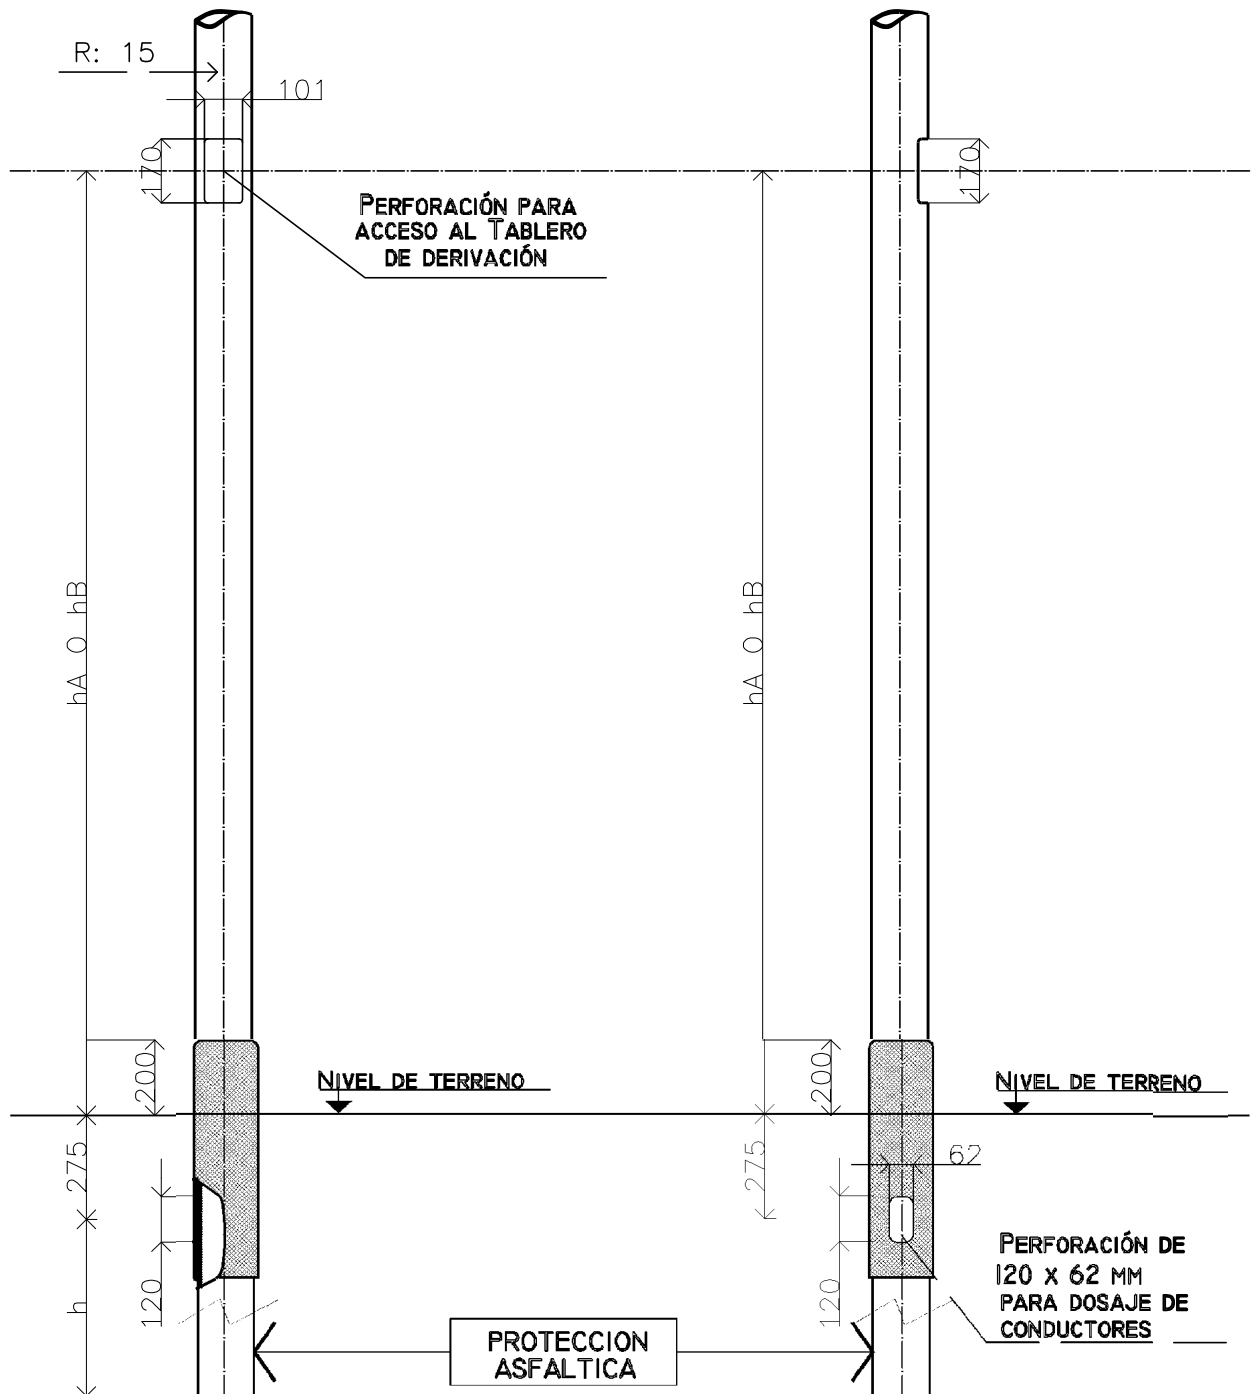 R: 15
101
170
170
PERFORACIÓN PARA
ACCESO AL TABLERO
DE DERIVACIÓN
hA O hB
hA O hB
200
200
NIVEL DE TERRENO
NIVEL DE TERRENO
275
275
62
120
120
h
PERFORACIÓN DE
120 X 62 MM
PARA DOSAJE DE
CONDUCTORES
PROTECCION
ASFALTICA